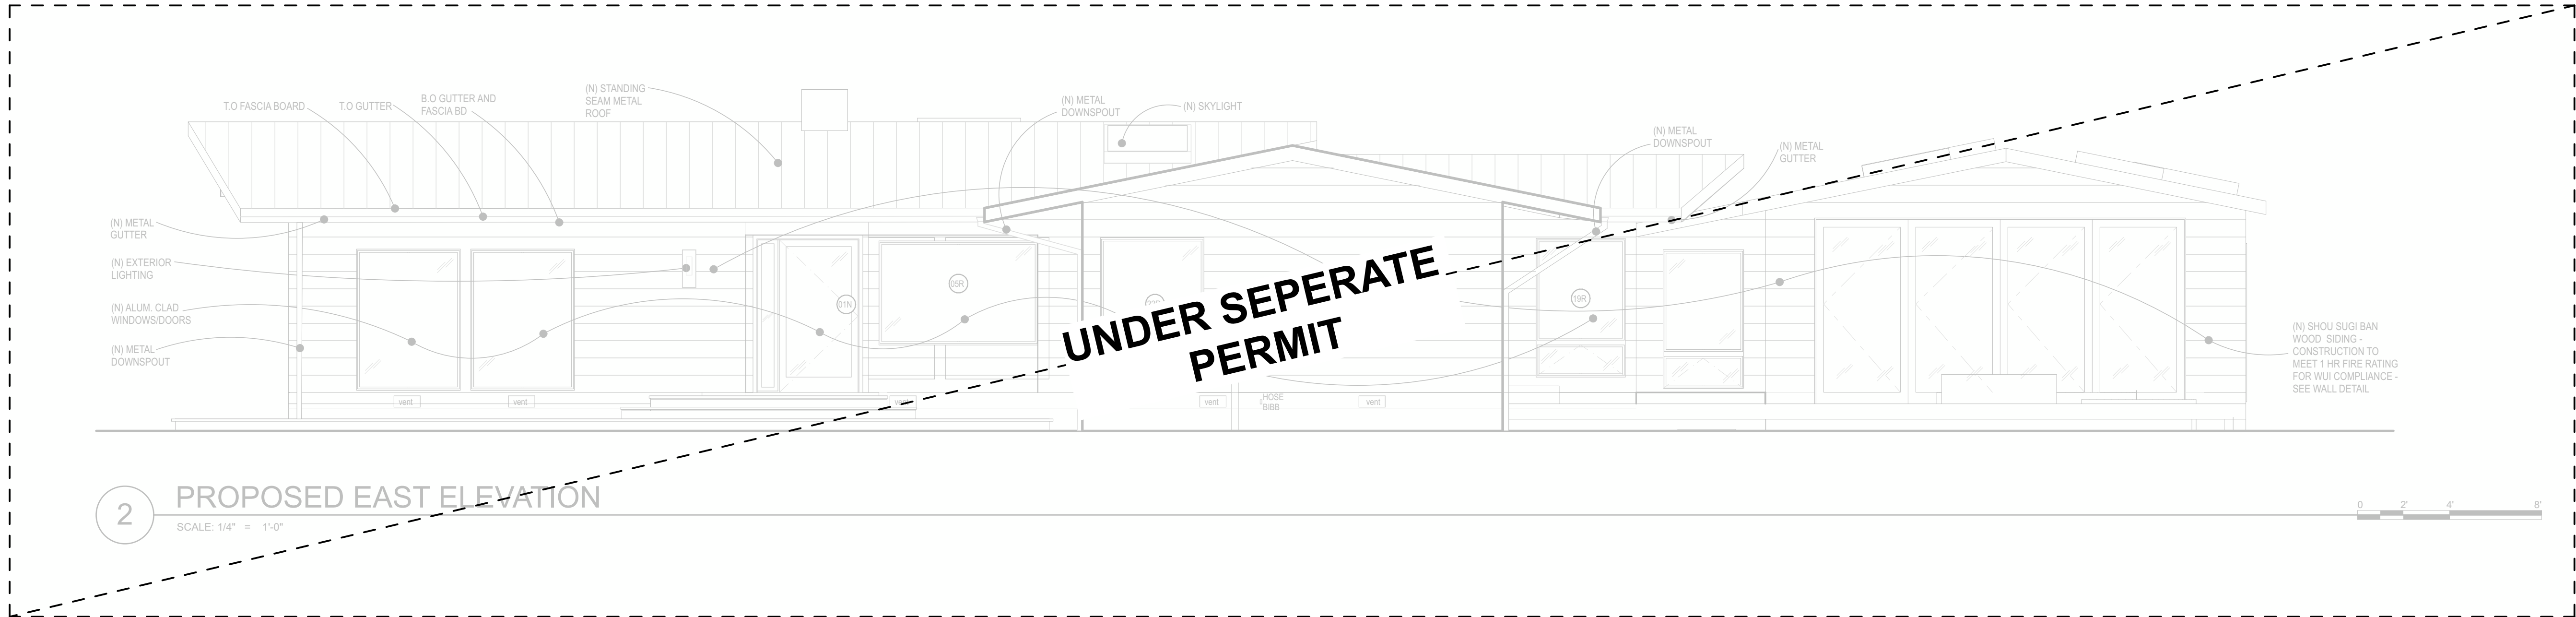 T.O FASCIA BOARD
T.O GUTTER
B.O GUTTER AND
FASCIA BD
(N) STANDING
SEAM METAL
ROOF
(N) METAL
DOWNSPOUT
(N) SKYLIGHT
(N) METAL
DOWNSPOUT
(N) METAL
GUTTER
(N) METAL
GUTTER
(N) EXTERIOR
LIGHTING
(N) ALUM. CLAD
WINDOWS/DOORS
(N) METAL
DOWNSPOUT
01N
05R
19R
UNDER SEPERATE
PERMIT
(N) SHOU SUGI BAN
WOOD SIDING -
CONSTRUCTION TO
MEET 1 HR FIRE RATING
FOR WUI COMPLIANCE -
SEE WALL DETAIL
vent
vent
vent
vent
HOSE
BIBB
vent
2
PROPOSED EAST ELEVATION
SCALE: 1/4" = 1'-0"
0 2' 4' 8'